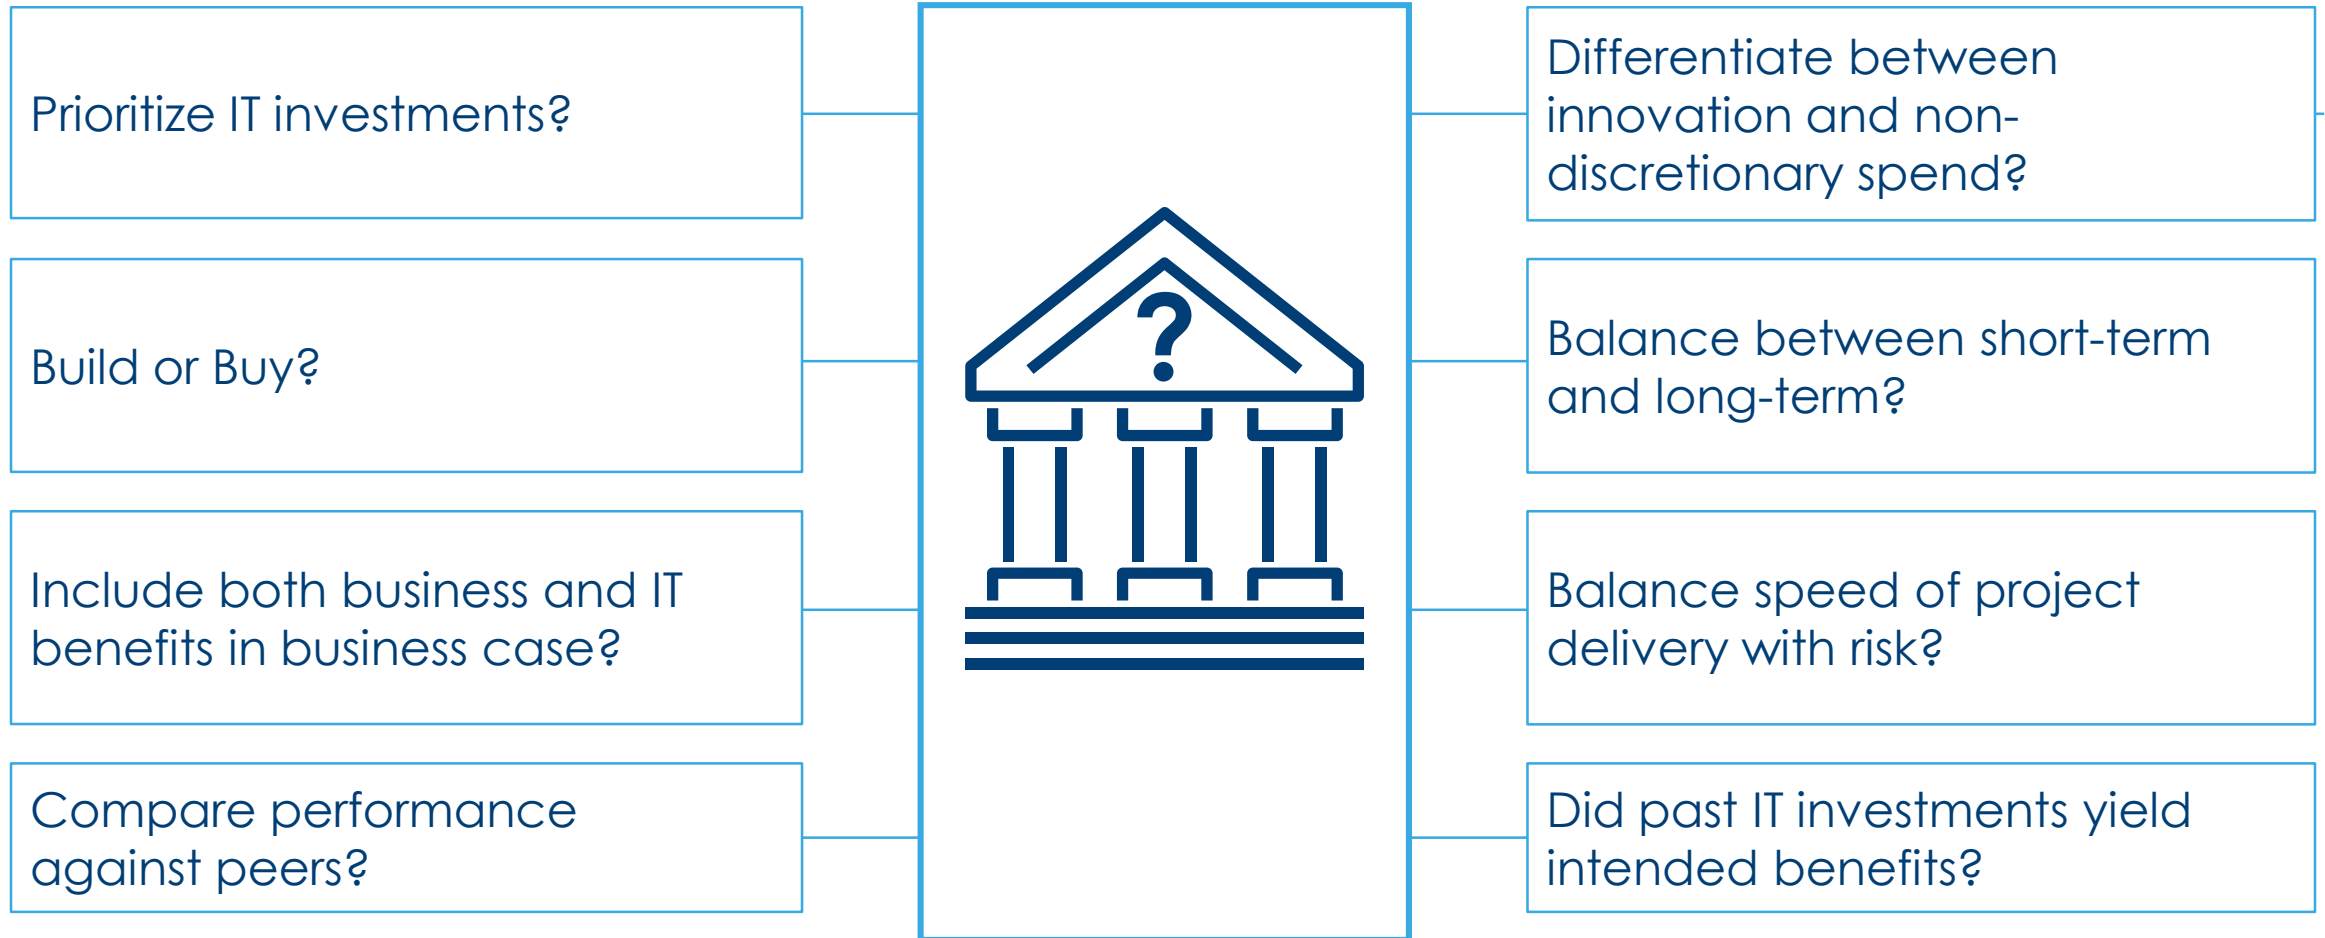 Prioritize IT investments?
Build or Buy?
Include both business and IT
benefits in business case?
Compare performance
against peers?
?
Differentiate between
innovation and non-
discretionary spend?
Balance between short-term
and long-term?
Balance speed of project
delivery with risk?
Did past IT investments yield
intended benefits?